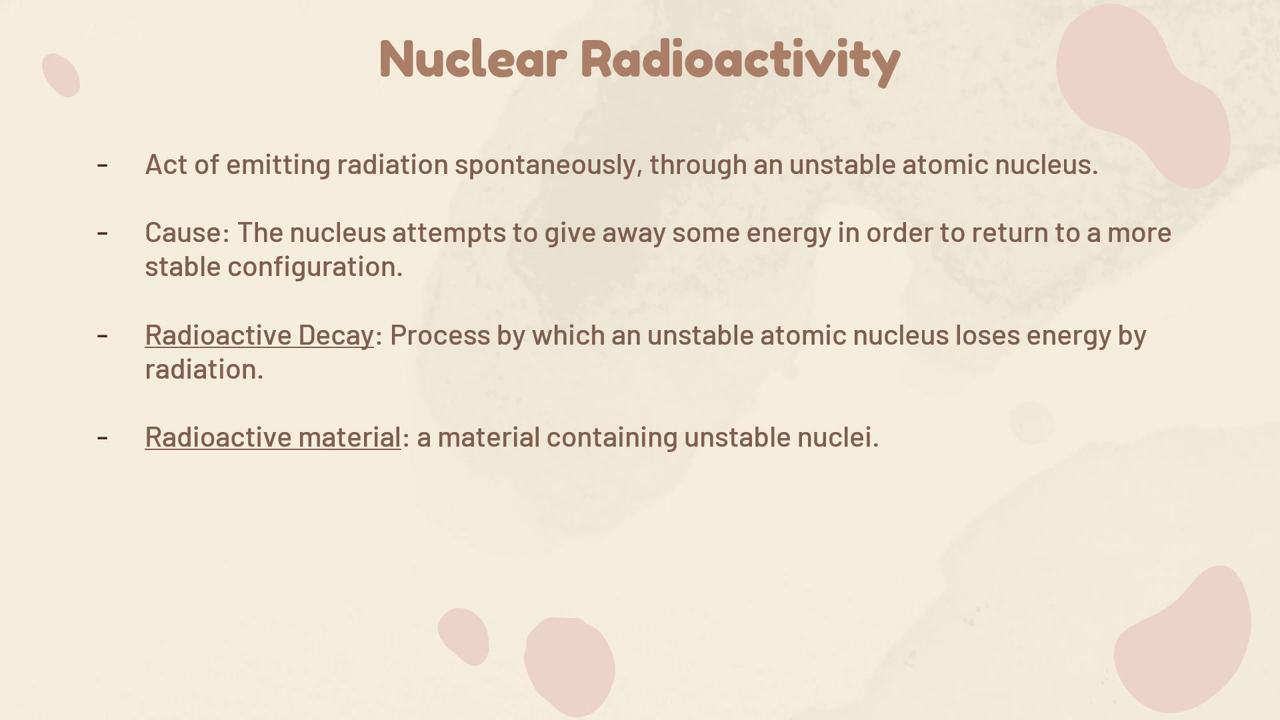 Nuclear Radioactivity
- Act of emitting radiation spontaneously, through an unstable atomic nucleus.
- Cause: The nucleus attempts to give away some energy in order to return to a more
stable configuration.
- Radioactive Decay: Process by which an unstable atomic nucleus loses energy by
radiation.
- Radioactive material: a material containing unstable nuclei.